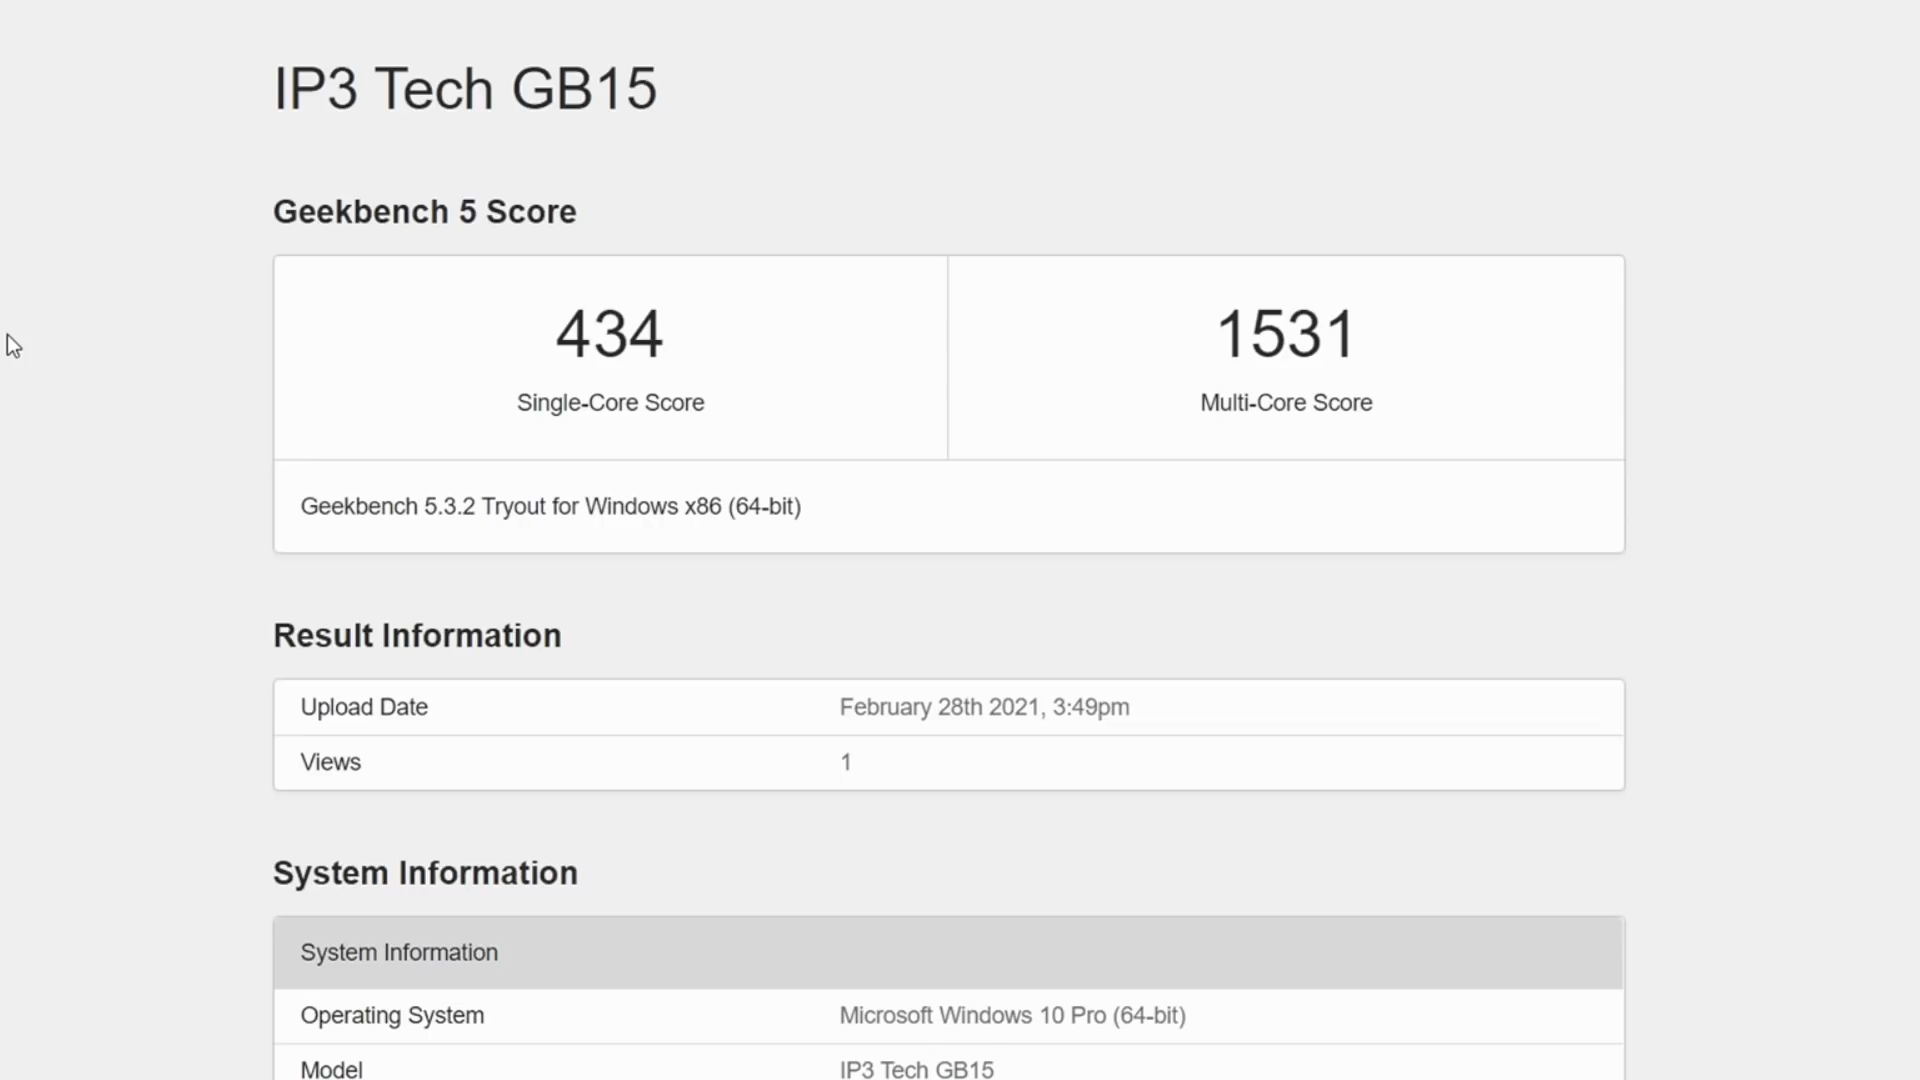 IP3 Tech GB15
Geekbench 5 Score
434
1531
Single-Core Score
Multi-Core Score
Geekbench 5.3.2 Tryout for Windows x86 (64-bit)
Result Information
Upload Date
February 28th 2021, 3:49pm
Views
1
System Information
System Information
Operating System
Microsoft Windows 10 Pro (64-bit)
Model
IP3 Tech GB15